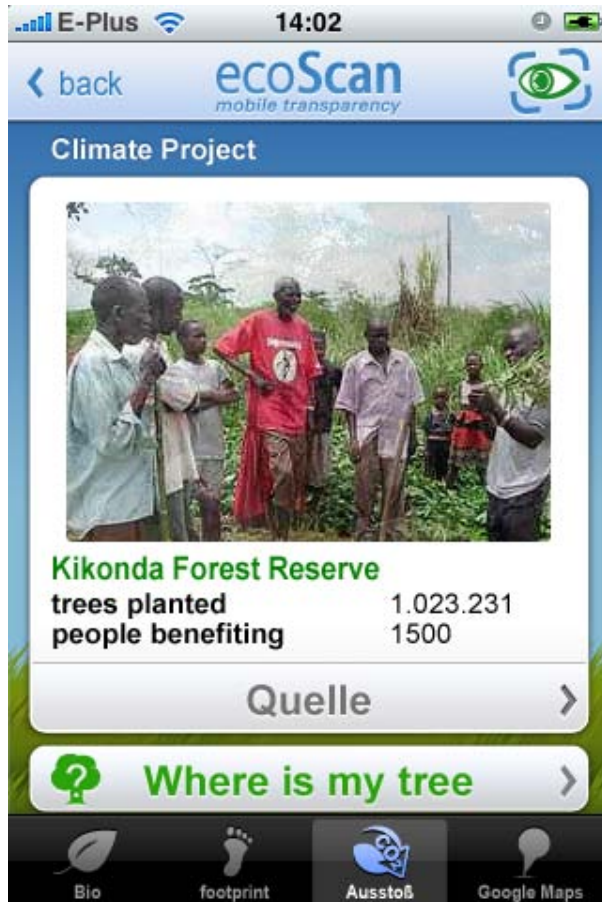 E-Plus 14:02
back ecoScan
mobile transparency
Climate Project
Kikonda Forest Reserve
trees planted 1.023.231
people benefiting 1500
Quelle
? Where is my tree
Bio footprint CO2 Ausstoß Google Maps